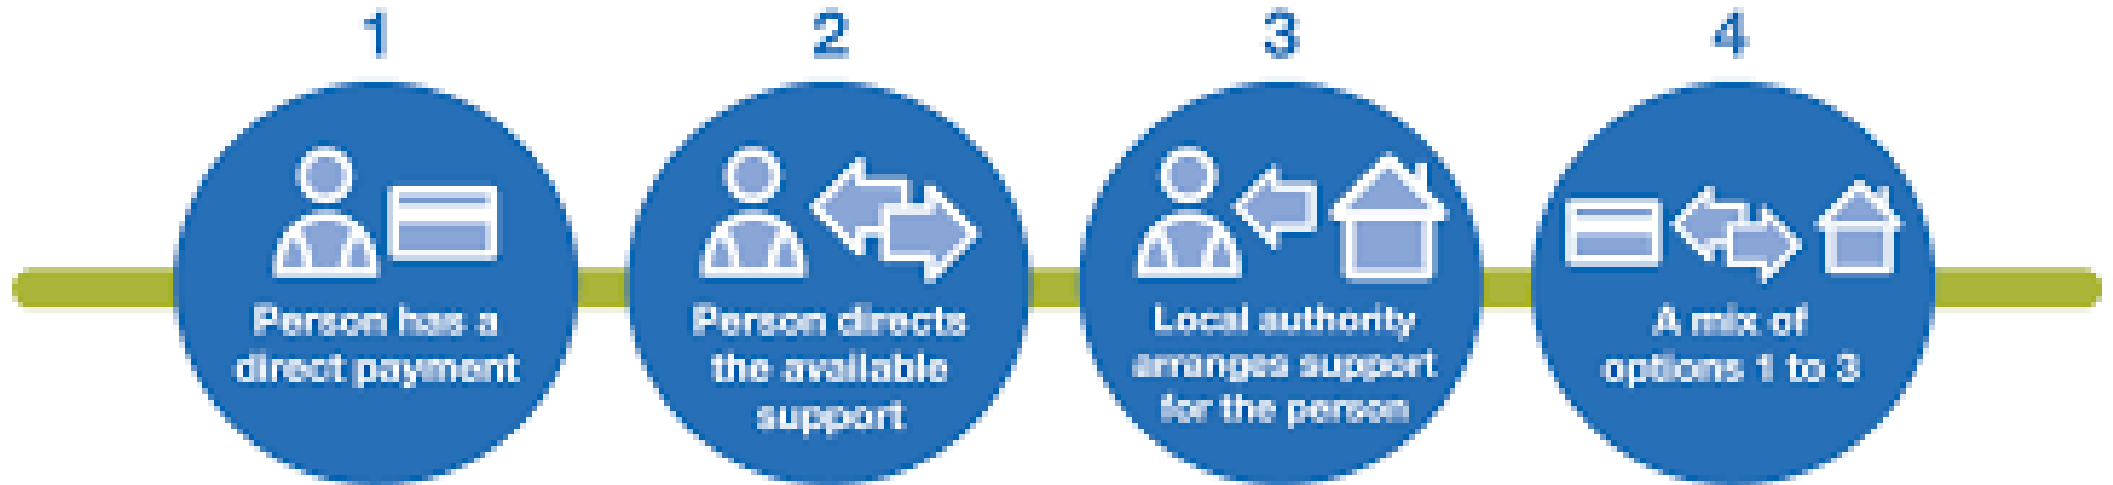 1
Person has a
direct payment
2
Person directs
the available
support
3
Local authority
arranges support
for the person
4
A mix of
options 1 to 3